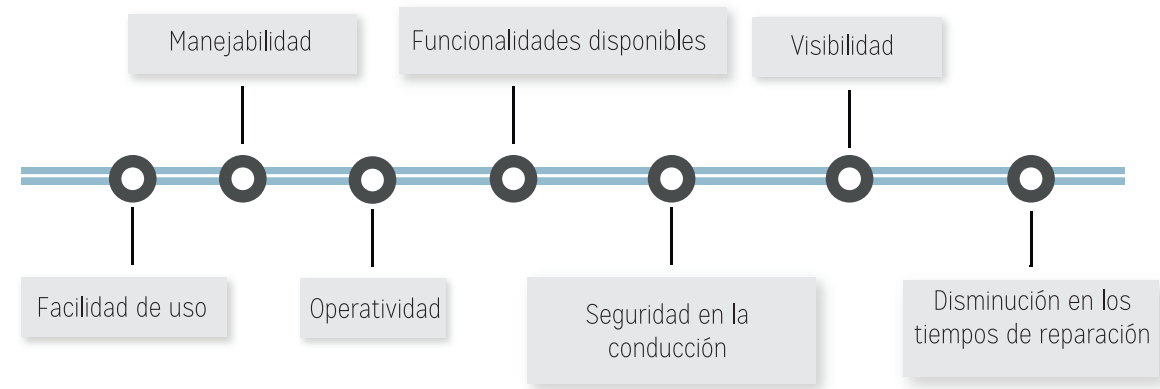 Manejabilidad
Funcionalidades disponibles
Visibilidad
Facilidad de uso
Operatividad
Seguridad en la
conducción
Disminución en los
tiempos de reparación